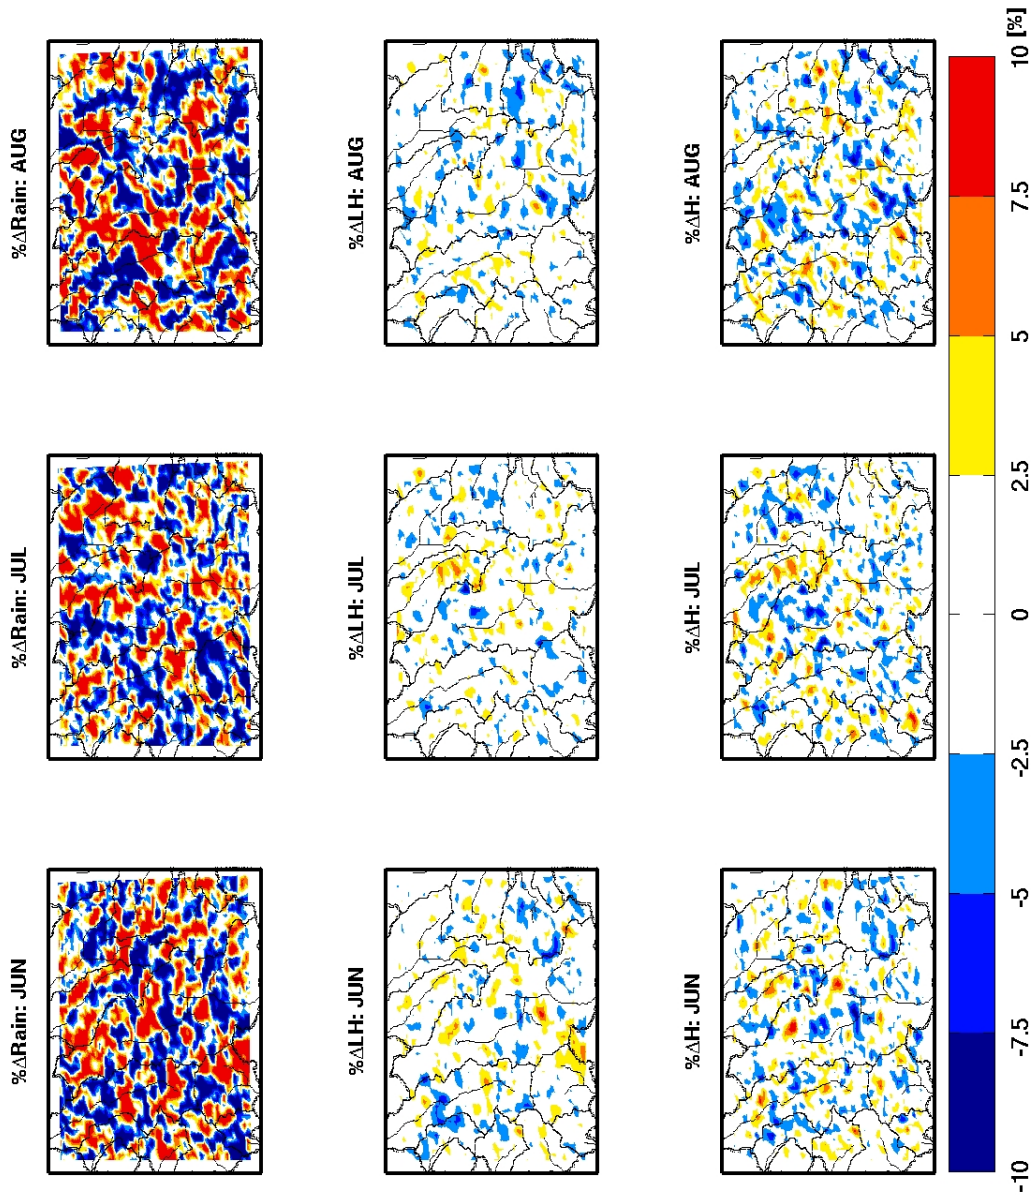 %ΔRain: JUN
%ΔRain: JUL
%ΔRain: AUG
%ΔLH: JUN
%ΔLH: JUL
%ΔLH: AUG
%ΔH: JUN
%ΔH: JUL
%ΔH: AUG
-10 -7.5 -5 -2.5 0 2.5 5 7.5 10 [%]